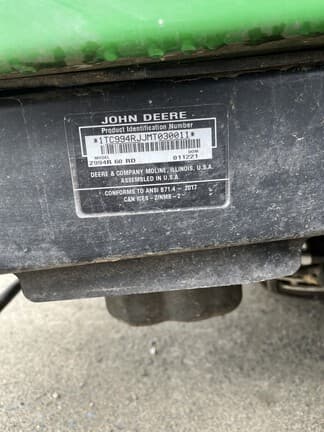 JOHN DEERE
Product Identification Number
*1TC994RJJMT030011*
MODEL DOM
Z994R 60 RD 011221
DEERE & COMPANY MOLINE, ILLINOIS, U.S.A.
ASSEMBLED IN U.S.A.
CONFORMS TO ANSI B71.4 – 2017
CAN ICES – 2/NMB – 2